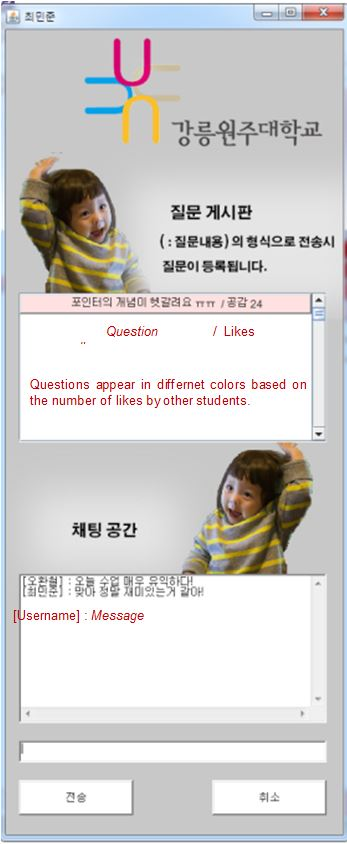 최민준
강릉원주대학교
질문 게시판
( : 질문내용) 의 형식으로 전송시
질문이 등록됩니다.
포인터의 개념미 헷갈려요 ㅠㅠ / 공감 24
Question / Likes
..
Questions appear in differnet colors based on
the number of likes by other students.
채팅 공간
[오환철] : 오늘 수업 매우 유익하다!
[최민준] : 맞아 정말 재미있는거 같아!
[Username] : Message
전송
취소